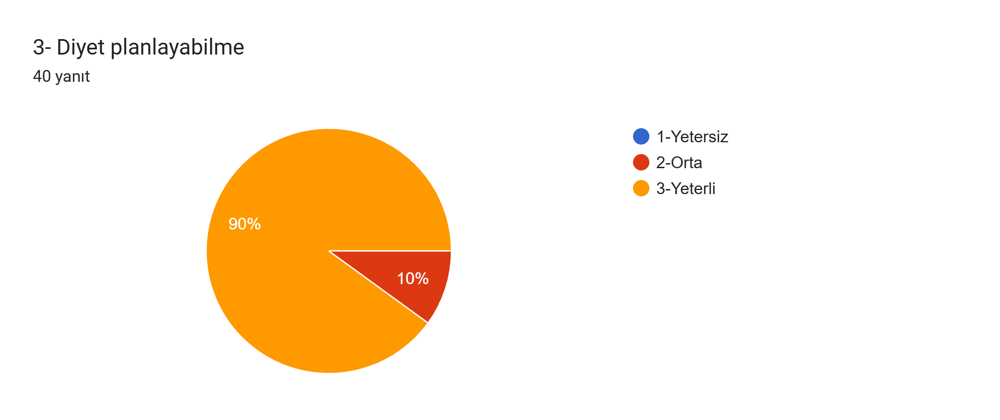 3- Diyet planlayabilme
40 yanıt
1-Yetersiz
2-Orta
3-Yeterli
90%
10%